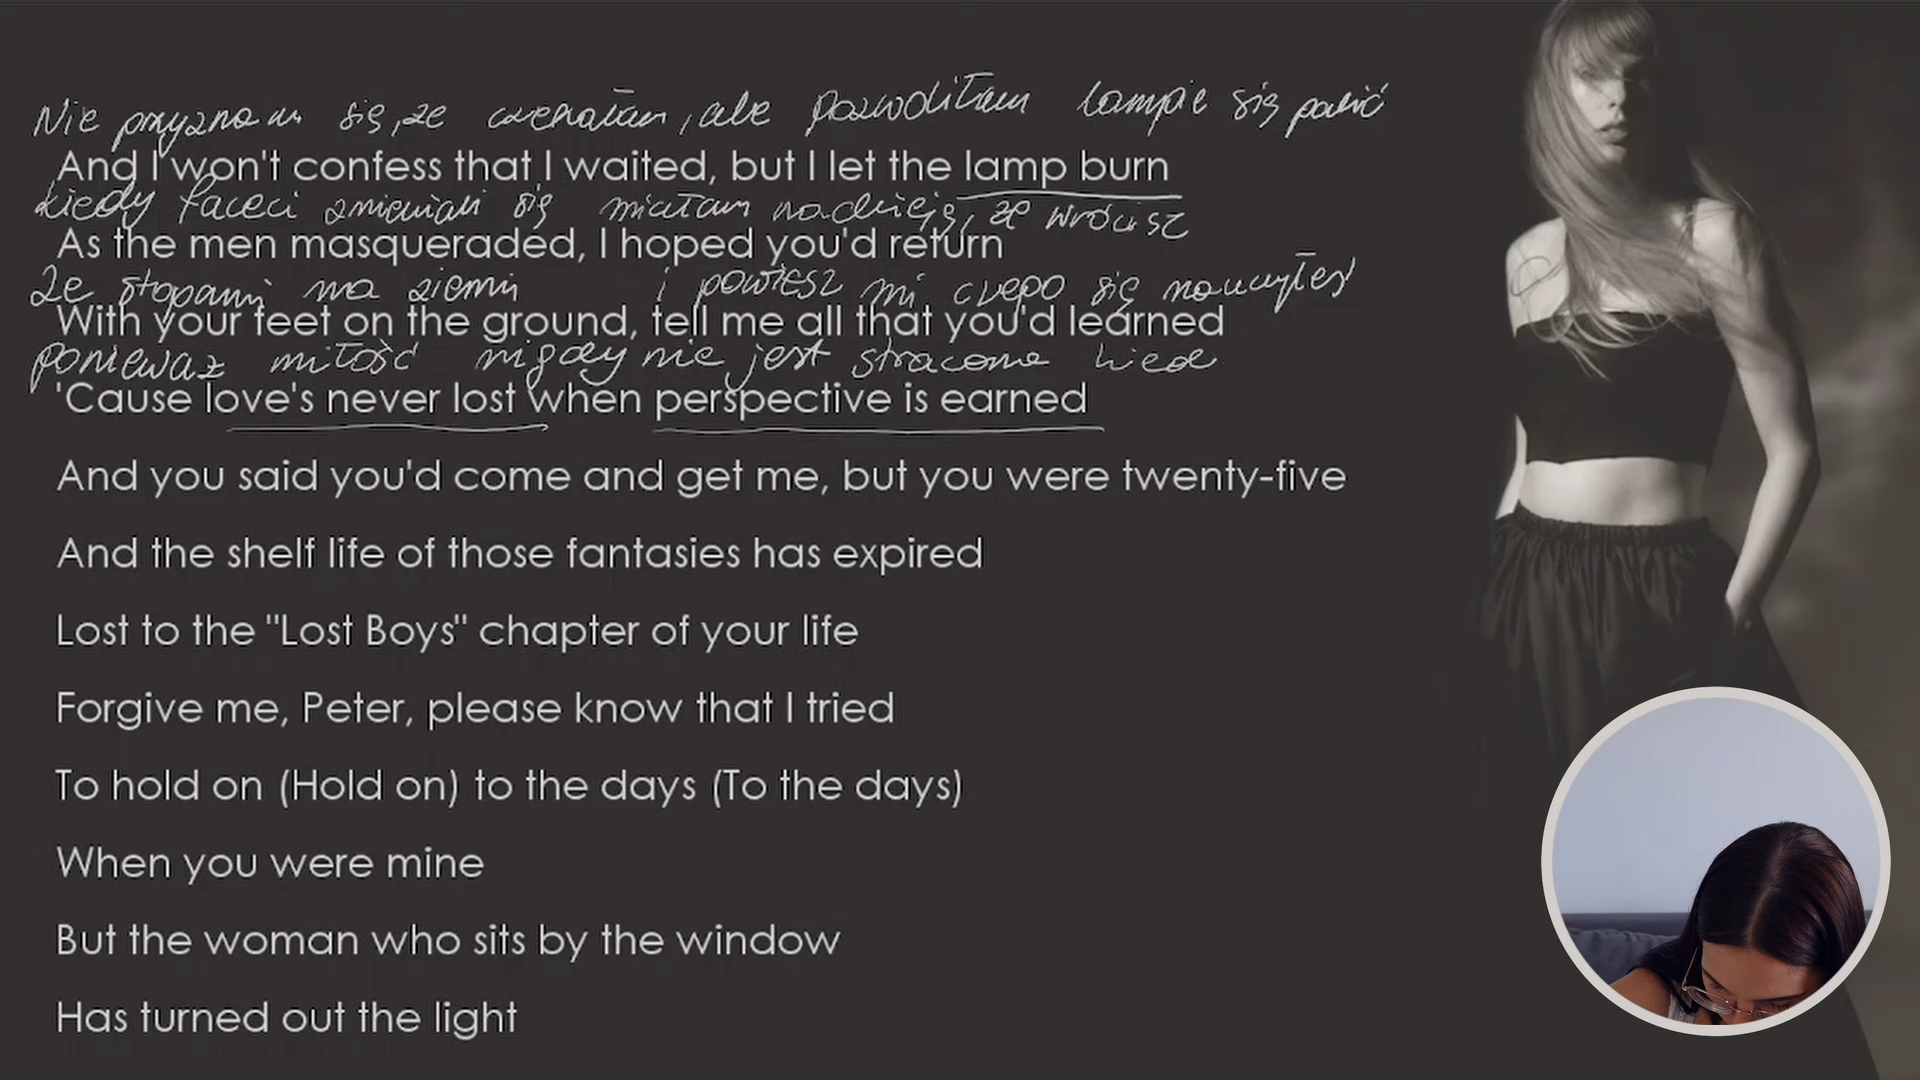 Nie przyznam się, że czekałam, ale pozwoliłam lampie się palić
And I won't confess that I waited, but I let the lamp burn
kiedy faceci zmieniali się miałam nadzieję, że wrócisz
As the men masqueraded, I hoped you'd return
Ze stopami na ziemi i powiesz mi czego się nauczyłeś
With your feet on the ground, tell me all that you'd learned
ponieważ miłość nigdy nie jest stracona
'Cause love's never lost when perspective is earned
And you said you'd come and get me, but you were twenty-five
And the shelf life of those fantasies has expired
Lost to the "Lost Boys" chapter of your life
Forgive me, Peter, please know that I tried
To hold on (Hold on) to the days (To the days)
When you were mine
But the woman who sits by the window
Has turned out the light